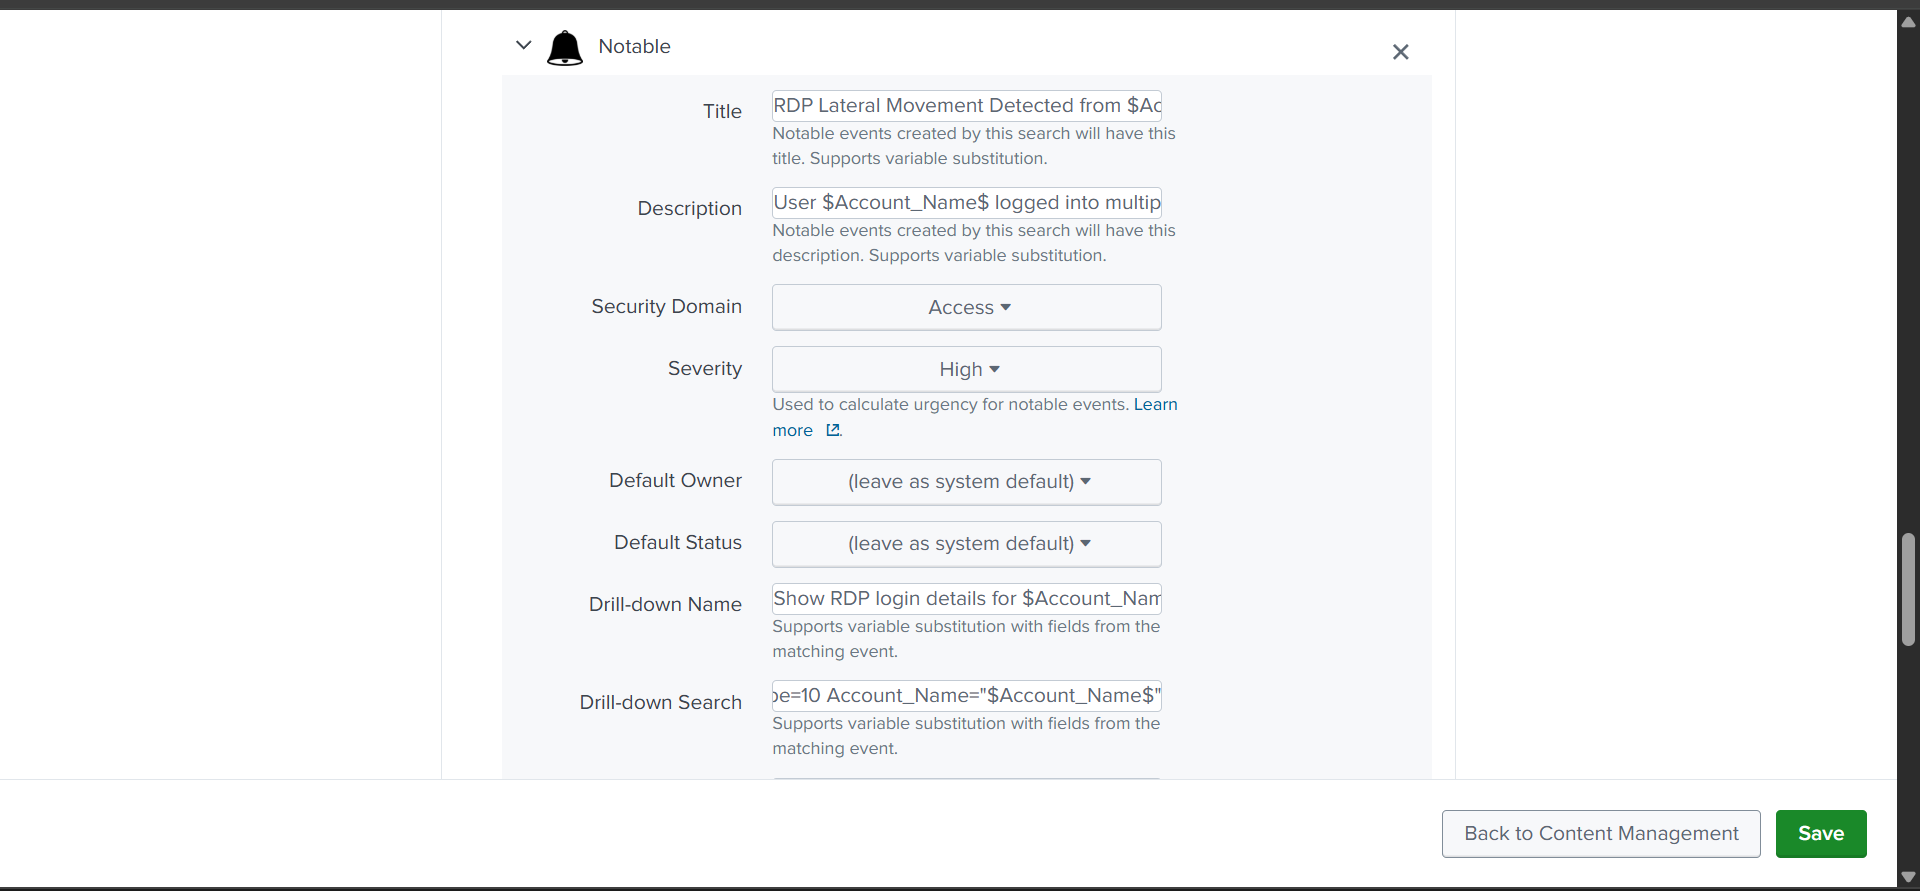 Notable
Title
RDP Lateral Movement Detected from $Ac
Notable events created by this search will have this
title. Supports variable substitution.
Description
User $Account_Name$ logged into multip
Notable events created by this search will have this
description. Supports variable substitution.
Security Domain
Access
Severity
High
Used to calculate urgency for notable events. Learn
more .
Default Owner
(leave as system default)
Default Status
(leave as system default)
Drill-down Name
Show RDP login details for $Account_Nam
Supports variable substitution with fields from the
matching event.
Drill-down Search
pe=10 Account_Name="$Account_Name$"
Supports variable substitution with fields from the
matching event.
Back to Content Management
Save